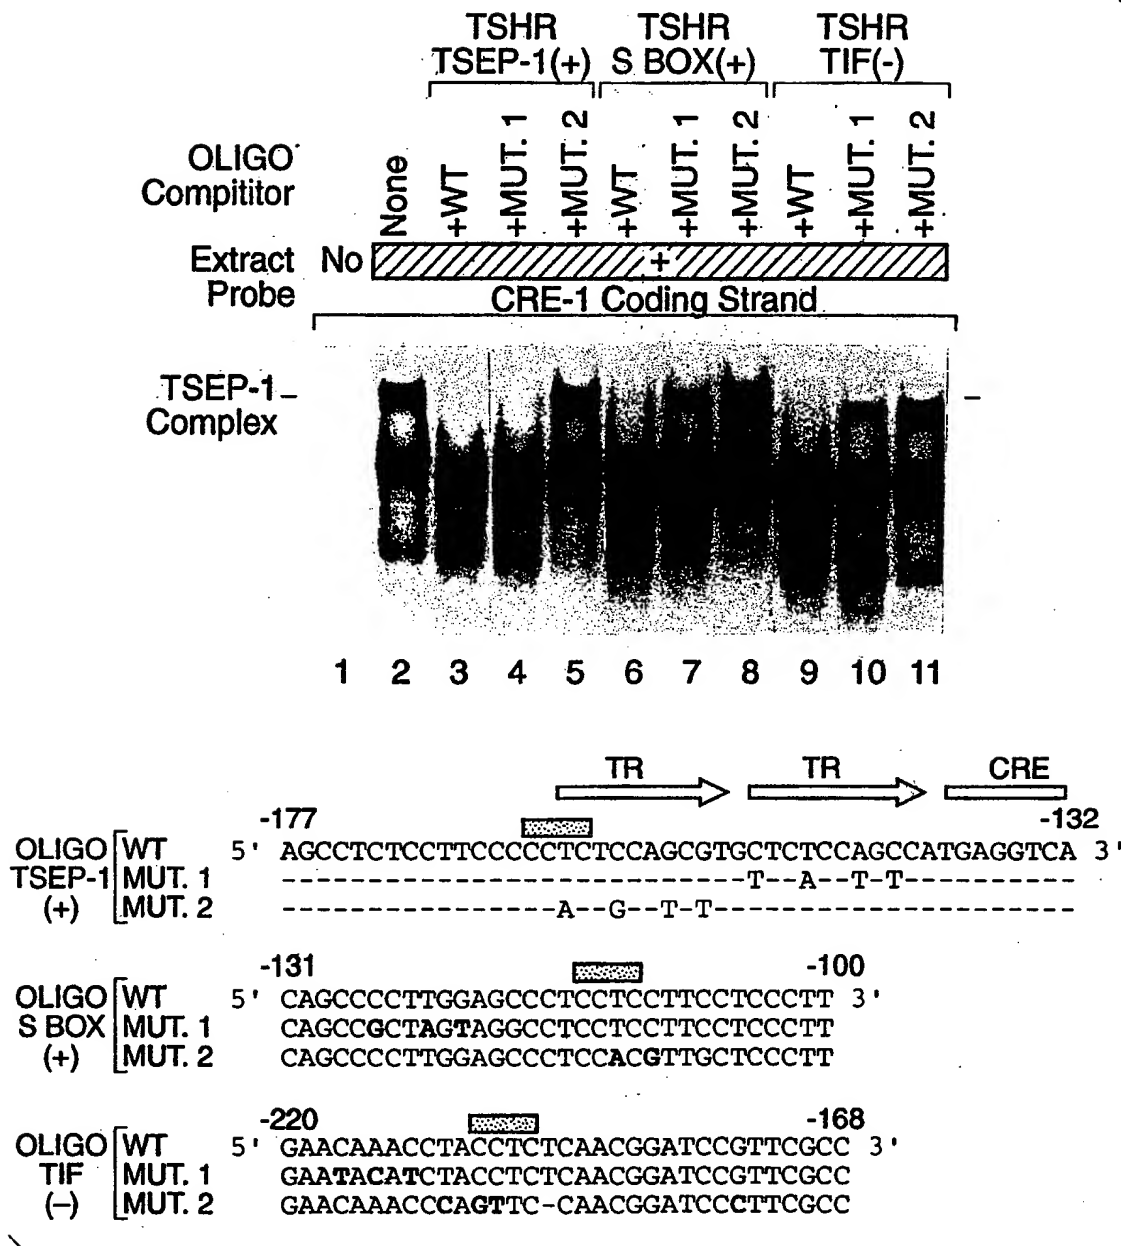 TSHR TSHR TSHR
TSEP-1(+) S BOX(+) TIF(-)
OLIGO Compititor
None +WT +MUT. 1 +MUT. 2 +WT +MUT. 1 +MUT. 2 +WT +MUT. 1 +MUT. 2
Extract No +
Probe CRE-1 Coding Strand
TSEP-1
Complex
1 2 3 4 5 6 7 8 9 10 11
TR TR CRE
-177 -132
OLIGO WT 5' AGCCTCTCCTTCCCCCTCTCCAGCGTGCTCTCCAGCCATGAGGTCA 3'
TSEP-1 MUT. 1 ---------------------------T--A--T-T----------
(+) MUT. 2 ----------------A--G--T-T---------------------
-131 -100
OLIGO WT 5' CAGCCCCTTGGAGCCCTCCTCCTTCCTCCCTT 3'
S BOX MUT. 1 CAGCCGCTAGTAGGCCTCCTCCTTCCTCCCTT
(+) MUT. 2 CAGCCCCTTGGAGCCCTCCACGTTGCTCCCTT
-220 -168
OLIGO WT 5' GAACAAACCTACCTCTCAACGGATCCGTTCGCC 3'
TIF MUT. 1 GAATACATCTACCTCTCAACGGATCCGTTCGCC
(-) MUT. 2 GAACAAACCCAGTTC-CAACGGATCCCTTCGCC